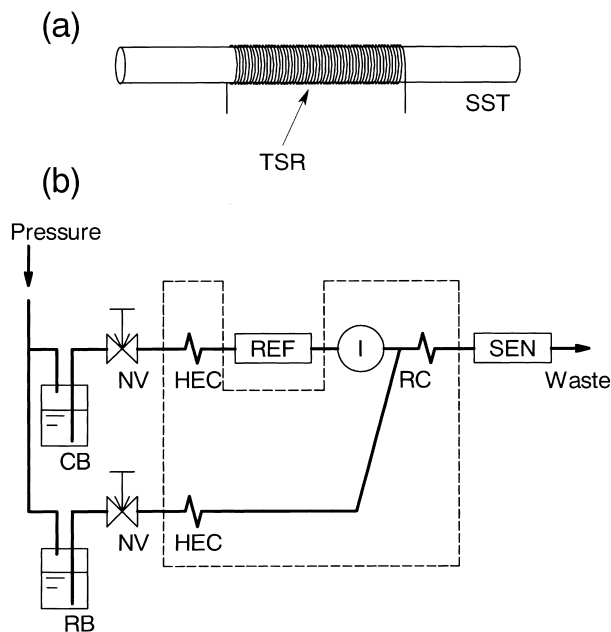 (a)
SST
TSR
(b)
Pressure
NV
HEC
REF
I
RC
SEN
Waste
CB
NV
HEC
RB